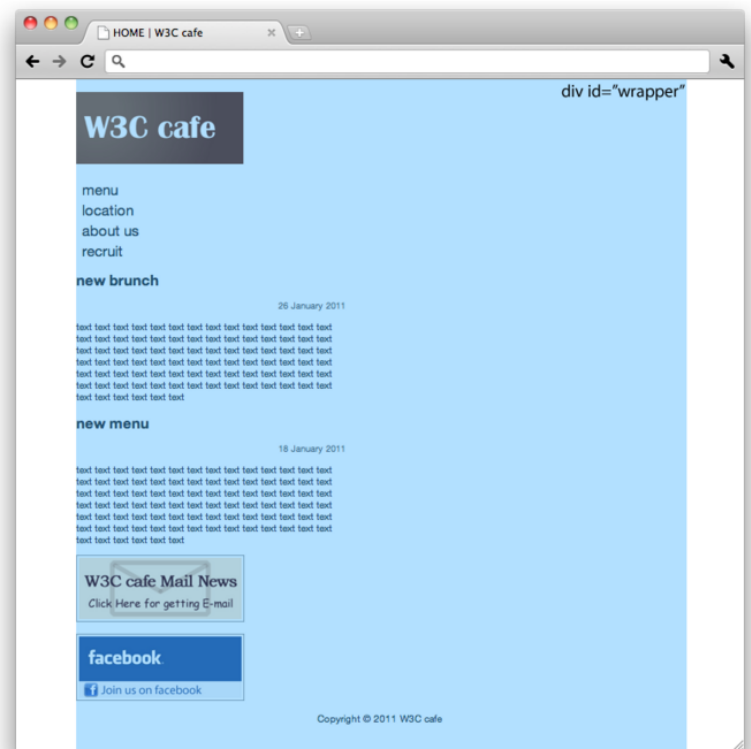 HOME | W3C cafe
div id="wrapper"
W3C cafe
menu
location
about us
recruit
new brunch
26 January 2011
text text text text text text text text text text text text text text
text text text text text text text text text text text text text text
text text text text text text text text text text text text text text
text text text text text text text text text text text text text text
text text text text text text text text text text text text text text
text text text text text text text text text text text text text text
text text text text text text
new menu
18 January 2011
text text text text text text text text text text text text text text
text text text text text text text text text text text text text text
text text text text text text text text text text text text text text
text text text text text text text text text text text text text text
text text text text text text text text text text text text text text
text text text text text text text text text text text text text text
text text text text text text
W3C cafe Mail News
Click Here for getting E-mail
facebook
f Join us on facebook
Copyright © 2011 W3C cafe